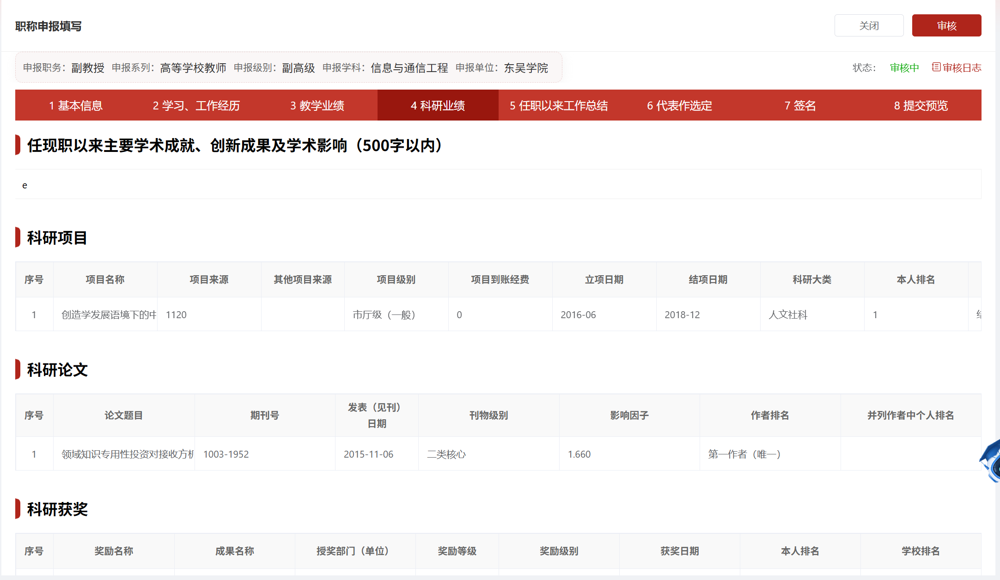 职称申报填写
关闭
审核
申报职务： 副教授 申报系列： 高等学校教师 申报级别： 副高级 申报学科： 信息与通信工程 申报单位： 东吴学院
状态： 审核中 审核日志
1 基本信息 2 学习、工作经历 3 教学业绩 4 科研业绩 5 任职以来工作总结 6 代表作选定 7 签名 8 提交预览
任现职以来主要学术成就、创新成果及学术影响（500字以内）
e
科研项目
序号 项目名称 项目来源 其他项目来源 项目级别 项目到账经费 立项日期 结项日期 科研大类 本人排名
1 创造学发展语境下的中 1120 市厅级（一般） 0 2016-06 2018-12 人文社科 1
科研论文
序号 论文题目 期刊号 发表（见刊） 刊物级别 影响因子 作者排名 并列作者中个人排名
日期
1 领域知识专用性投资对接收方 1003-1952 2015-11-06 二类核心 1.660 第一作者（唯一）
科研获奖
序号 奖励名称 成果名称 授奖部门（单位） 奖励等级 奖励级别 获奖日期 本人排名 学校排名